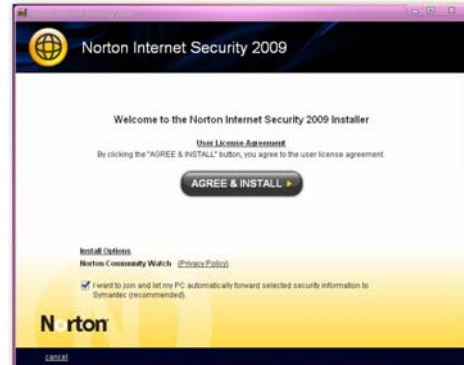 Norton Internet Security 2009
Welcome to the Norton Internet Security 2009 Installer
User License Agreement
By clicking the "AGREE & INSTALL" button, you agree to the user license agreement.
AGREE & INSTALL
Install Options
Norton Community Watch (Privacy Policy)
I want to join and let my PC automatically forward selected security information to
Symantec (recommended).
Norton
cancel